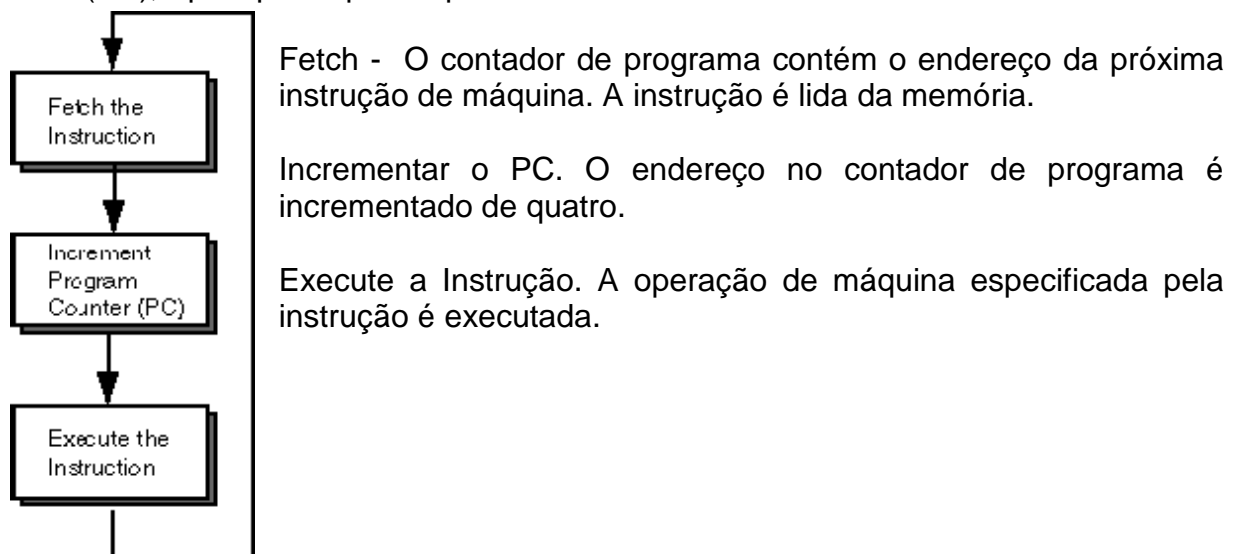 Fetch the
Instruction
Increment
Program
Counter (PC)
Execute the
Instruction
Fetch - O contador de programa contém o endereço da próxima
instrução de máquina. A instrução é lida da memória.
Incrementar o PC. O endereço no contador de programa é
incrementado de quatro.
Execute a Instrução. A operação de máquina especificada pela
instrução é executada.